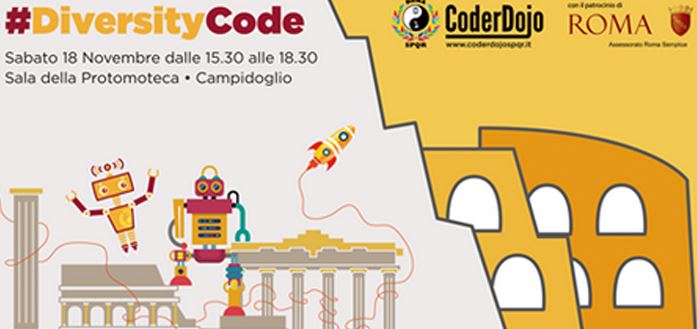 #DiversityCode
Sabato 18 Novembre dalle 15.30 alle 18.30
Sala della Protomoteca • Campidoglio
SPQR
CoderDojo
www.coderdojospqr.it
con il patrocinio di
ROMA
Assessorato Roma Semplice